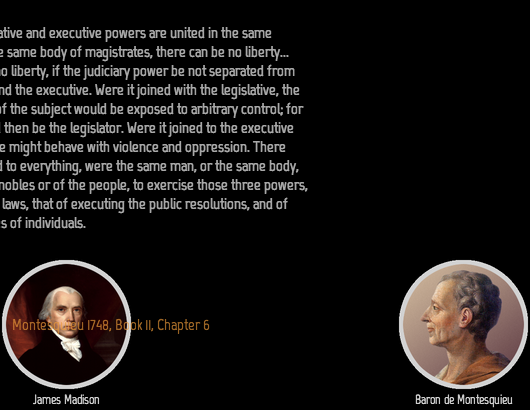 ative and executive powers are united in the same
e same body of magistrates, there can be no liberty...
no liberty, if the judiciary power be not separated from
nd the executive. Were it joined with the legislative, the
of the subject would be exposed to arbitrary control; for
then be the legislator. Were it joined to the executive
e might behave with violence and oppression. There
d to everything, were the same man, or the same body,
nobles or of the people, to exercise those three powers,
laws, that of executing the public resolutions, and of
s of individuals.
Montesquieu 1748, Book II, Chapter 6
James Madison
Baron de Montesquieu